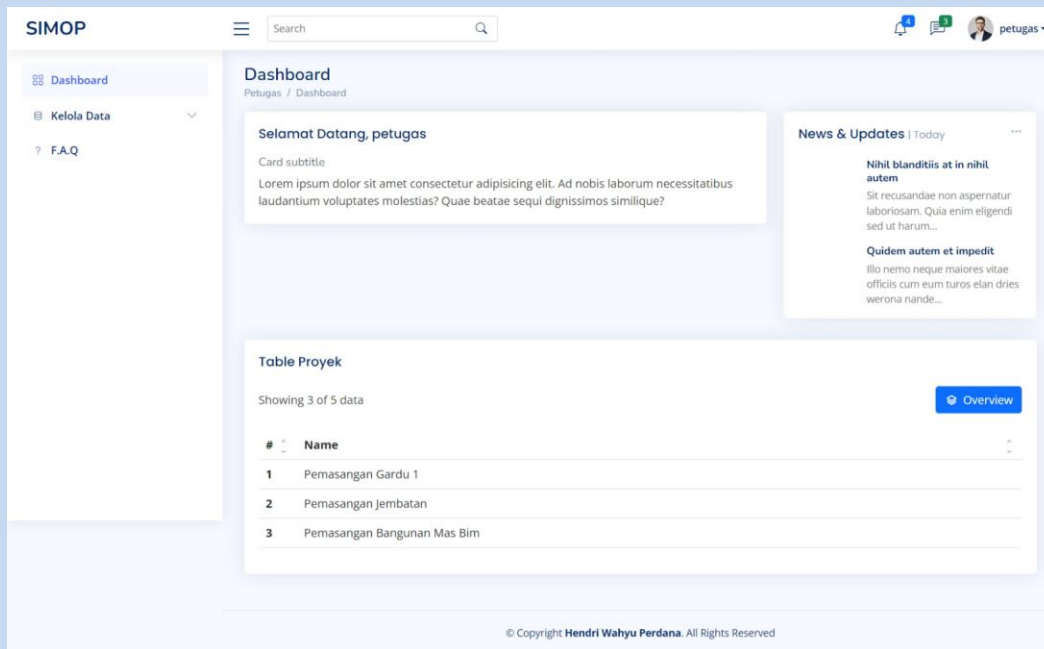 SIMOP
Search
4
3
petugas
Dashboard
Kelola Data
? F.A.Q
Dashboard
Petugas / Dashboard
Selamat Datang, petugas
Card subtitle
Lorem ipsum dolor sit amet consectetur adipisicing elit. Ad nobis laborum necessitatibus
laudantium voluptates molestias? Quae beatae sequi dignissimos similique?
News & Updates | Today
Nihil blanditiis at in nihil
autem
Sit recusandae non aspernatur
laboriosam. Quia enim eligendi
sed ut harum...
Quidem autem et impedit
Illo nemo neque maiores vitae
officiis cum eum turos elan dries
werona nande...
Table Proyek
Showing 3 of 5 data
Overview
# Name
1 Pemasangan Gardu 1
2 Pemasangan Jembatan
3 Pemasangan Bangunan Mas Bim
© Copyright Hendri Wahyu Perdana. All Rights Reserved